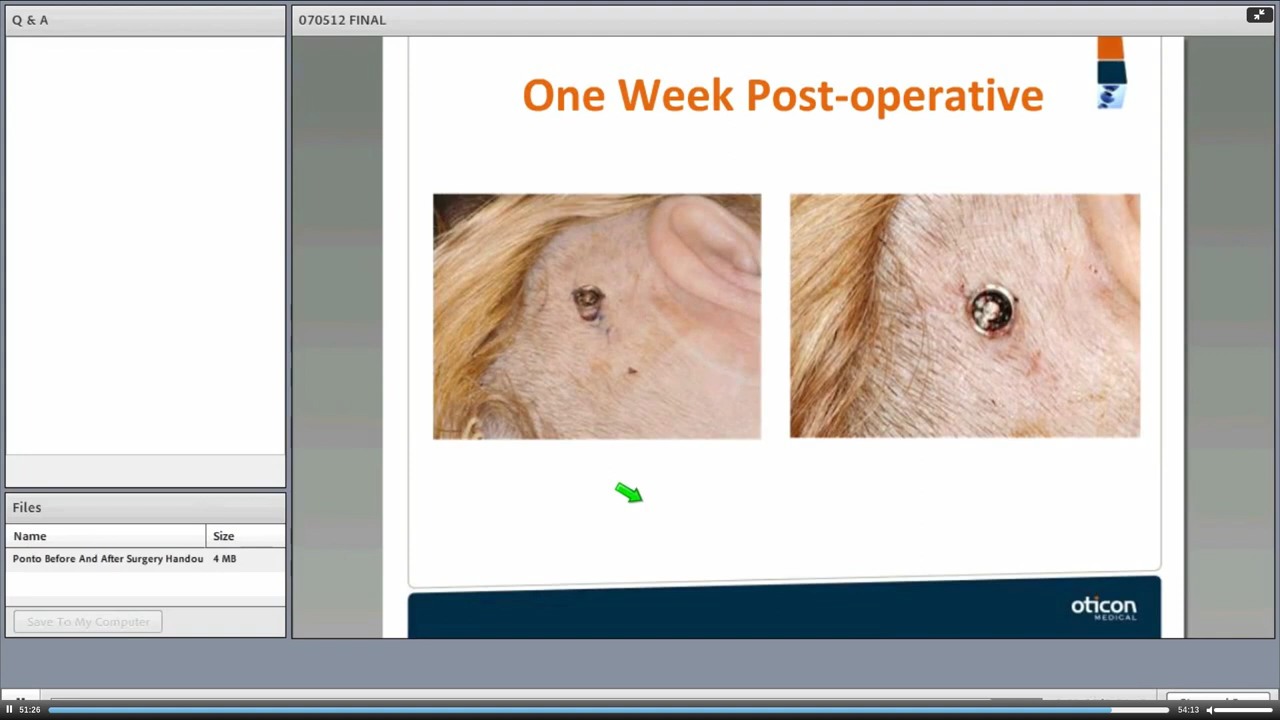 Q & A
070512 FINAL
One Week Post-operative
Files
Name Size
Ponto Before And After Surgery Handou 4 MB
Save To My Computer
oticon
MEDICAL
51:26
54:13